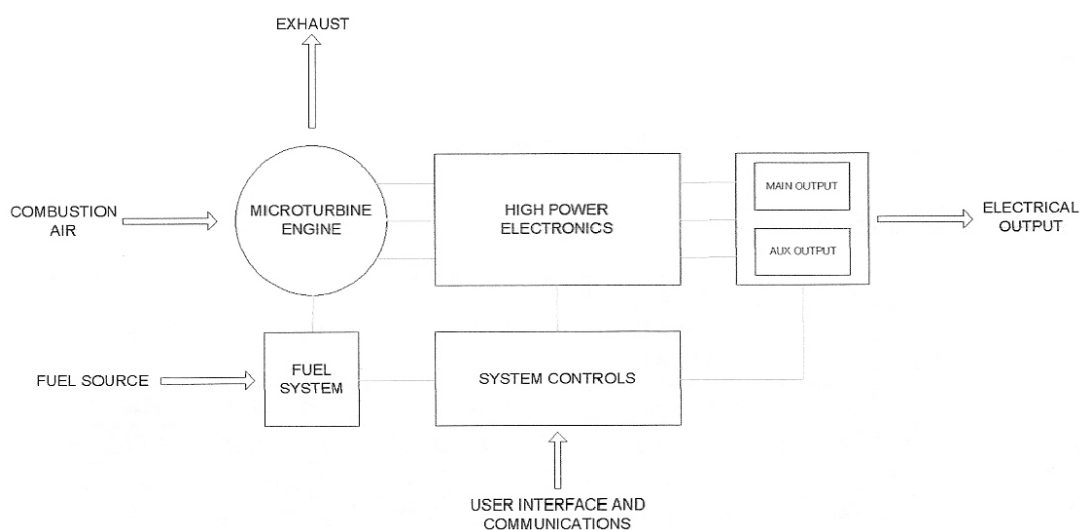 EXHAUST
COMBUSTION
AIR
MICROTURBINE
ENGINE
HIGH POWER
ELECTRONICS
MAIN OUTPUT
AUX OUTPUT
ELECTRICAL
OUTPUT
FUEL SOURCE
FUEL
SYSTEM
SYSTEM CONTROLS
USER INTERFACE AND
COMMUNICATIONS